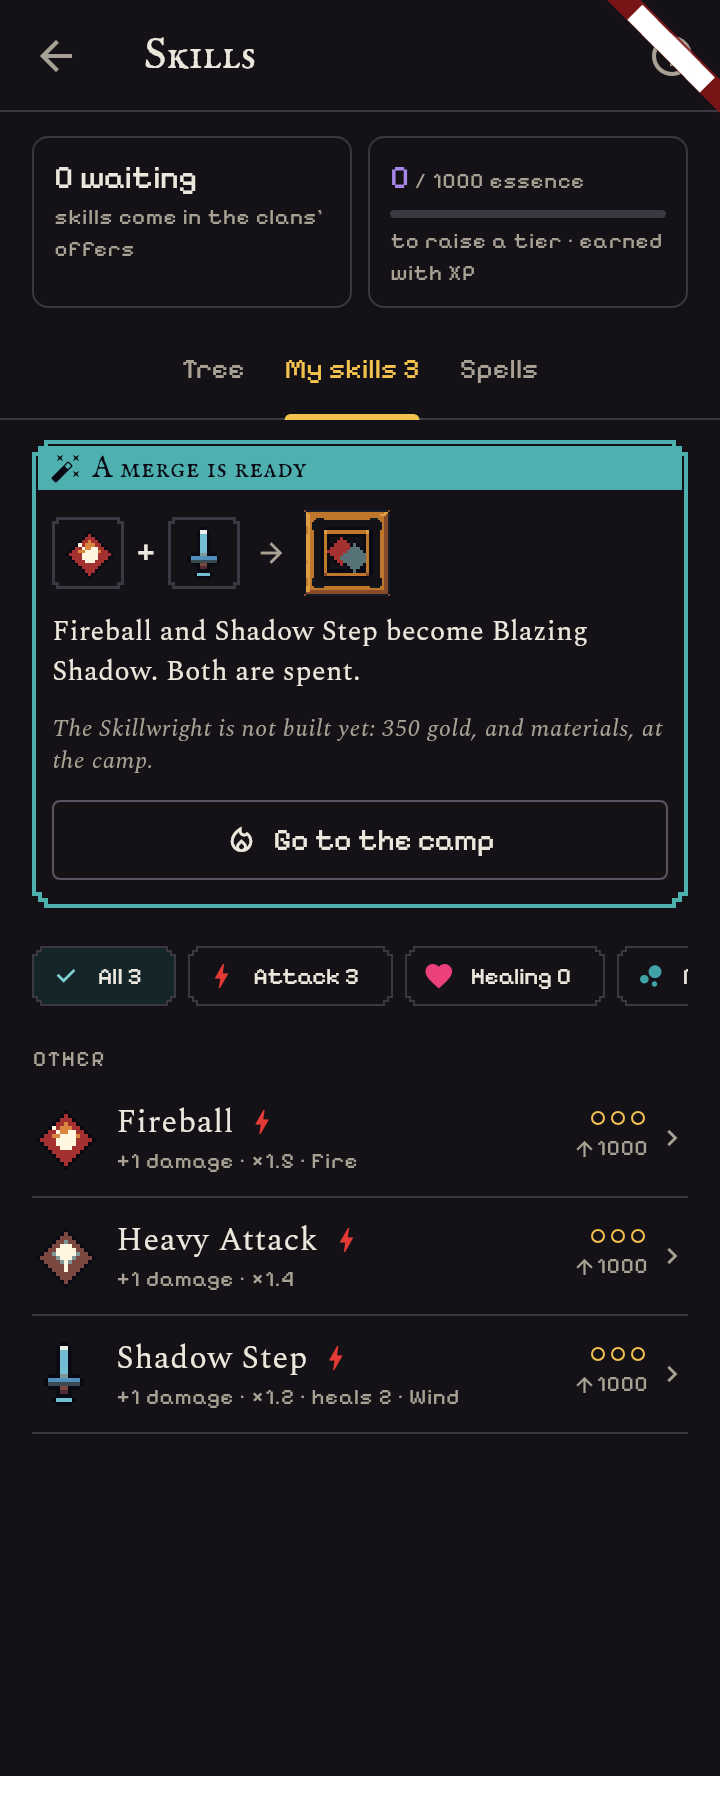 Skills
0 waiting
skills come in the clans'
offers
0 / 1000 essence
to raise a tier · earned
with XP
Tree
My skills 3
Spells
A merge is ready
+
→
Fireball and Shadow Step become Blazing
Shadow. Both are spent.
The Skillwright is not built yet: 350 gold, and materials, at
the camp.
Go to the camp
All 3
Attack 3
Healing 0
OTHER
Fireball
+1 damage · ×1.8 · Fire
↑1000
Heavy Attack
+1 damage · ×1.4
↑1000
Shadow Step
+1 damage · ×1.2 · heals 2 · Wind
↑1000